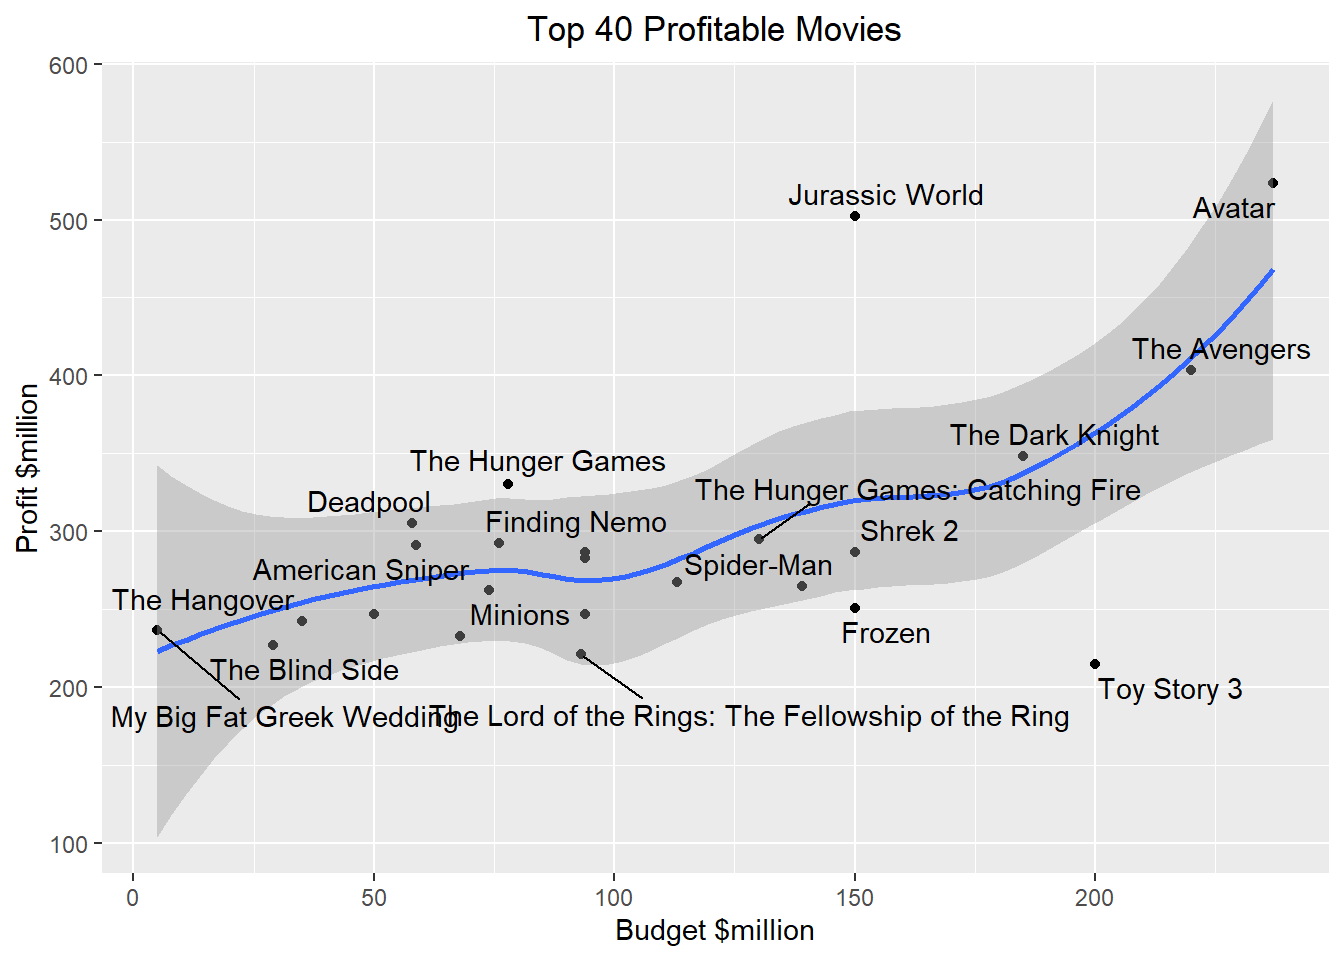 Top 40 Profitable Movies
600
500
400
300
200
100
Profit $million
Jurassic World
Avatar
The Avengers
The Dark Knight
The Hunger Games
The Hunger Games: Catching Fire
Deadpool
Finding Nemo
Shrek 2
American Sniper
Spider-Man
The Hangover
Minions
Frozen
The Blind Side
Toy Story 3
My Big Fat Greek Wedding
The Lord of the Rings: The Fellowship of the Ring
0
50
100
150
200
Budget $million